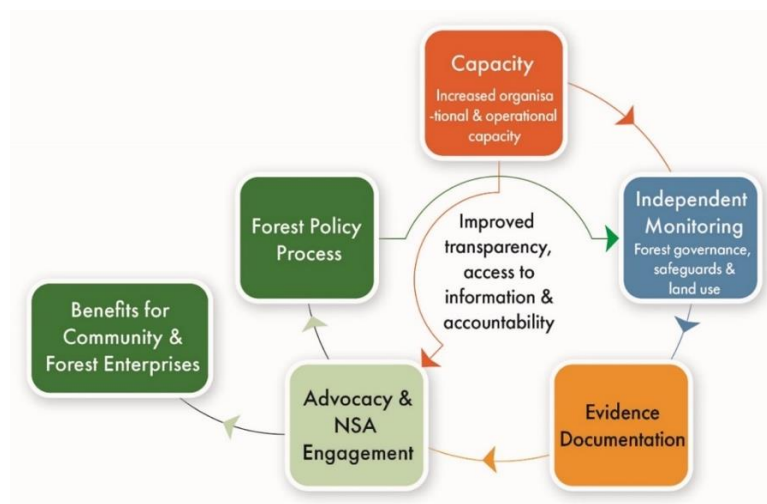 Capacity
Increased organisa
-tional & operational
capacity
Independent
Monitoring
Forest governance,
safeguards &
land use
Forest Policy
Process
Improved
transparency,
access to
information &
accountability
Benefits for
Community &
Forest Enterprises
Advocacy &
NSA
Engagement
Evidence
Documentation